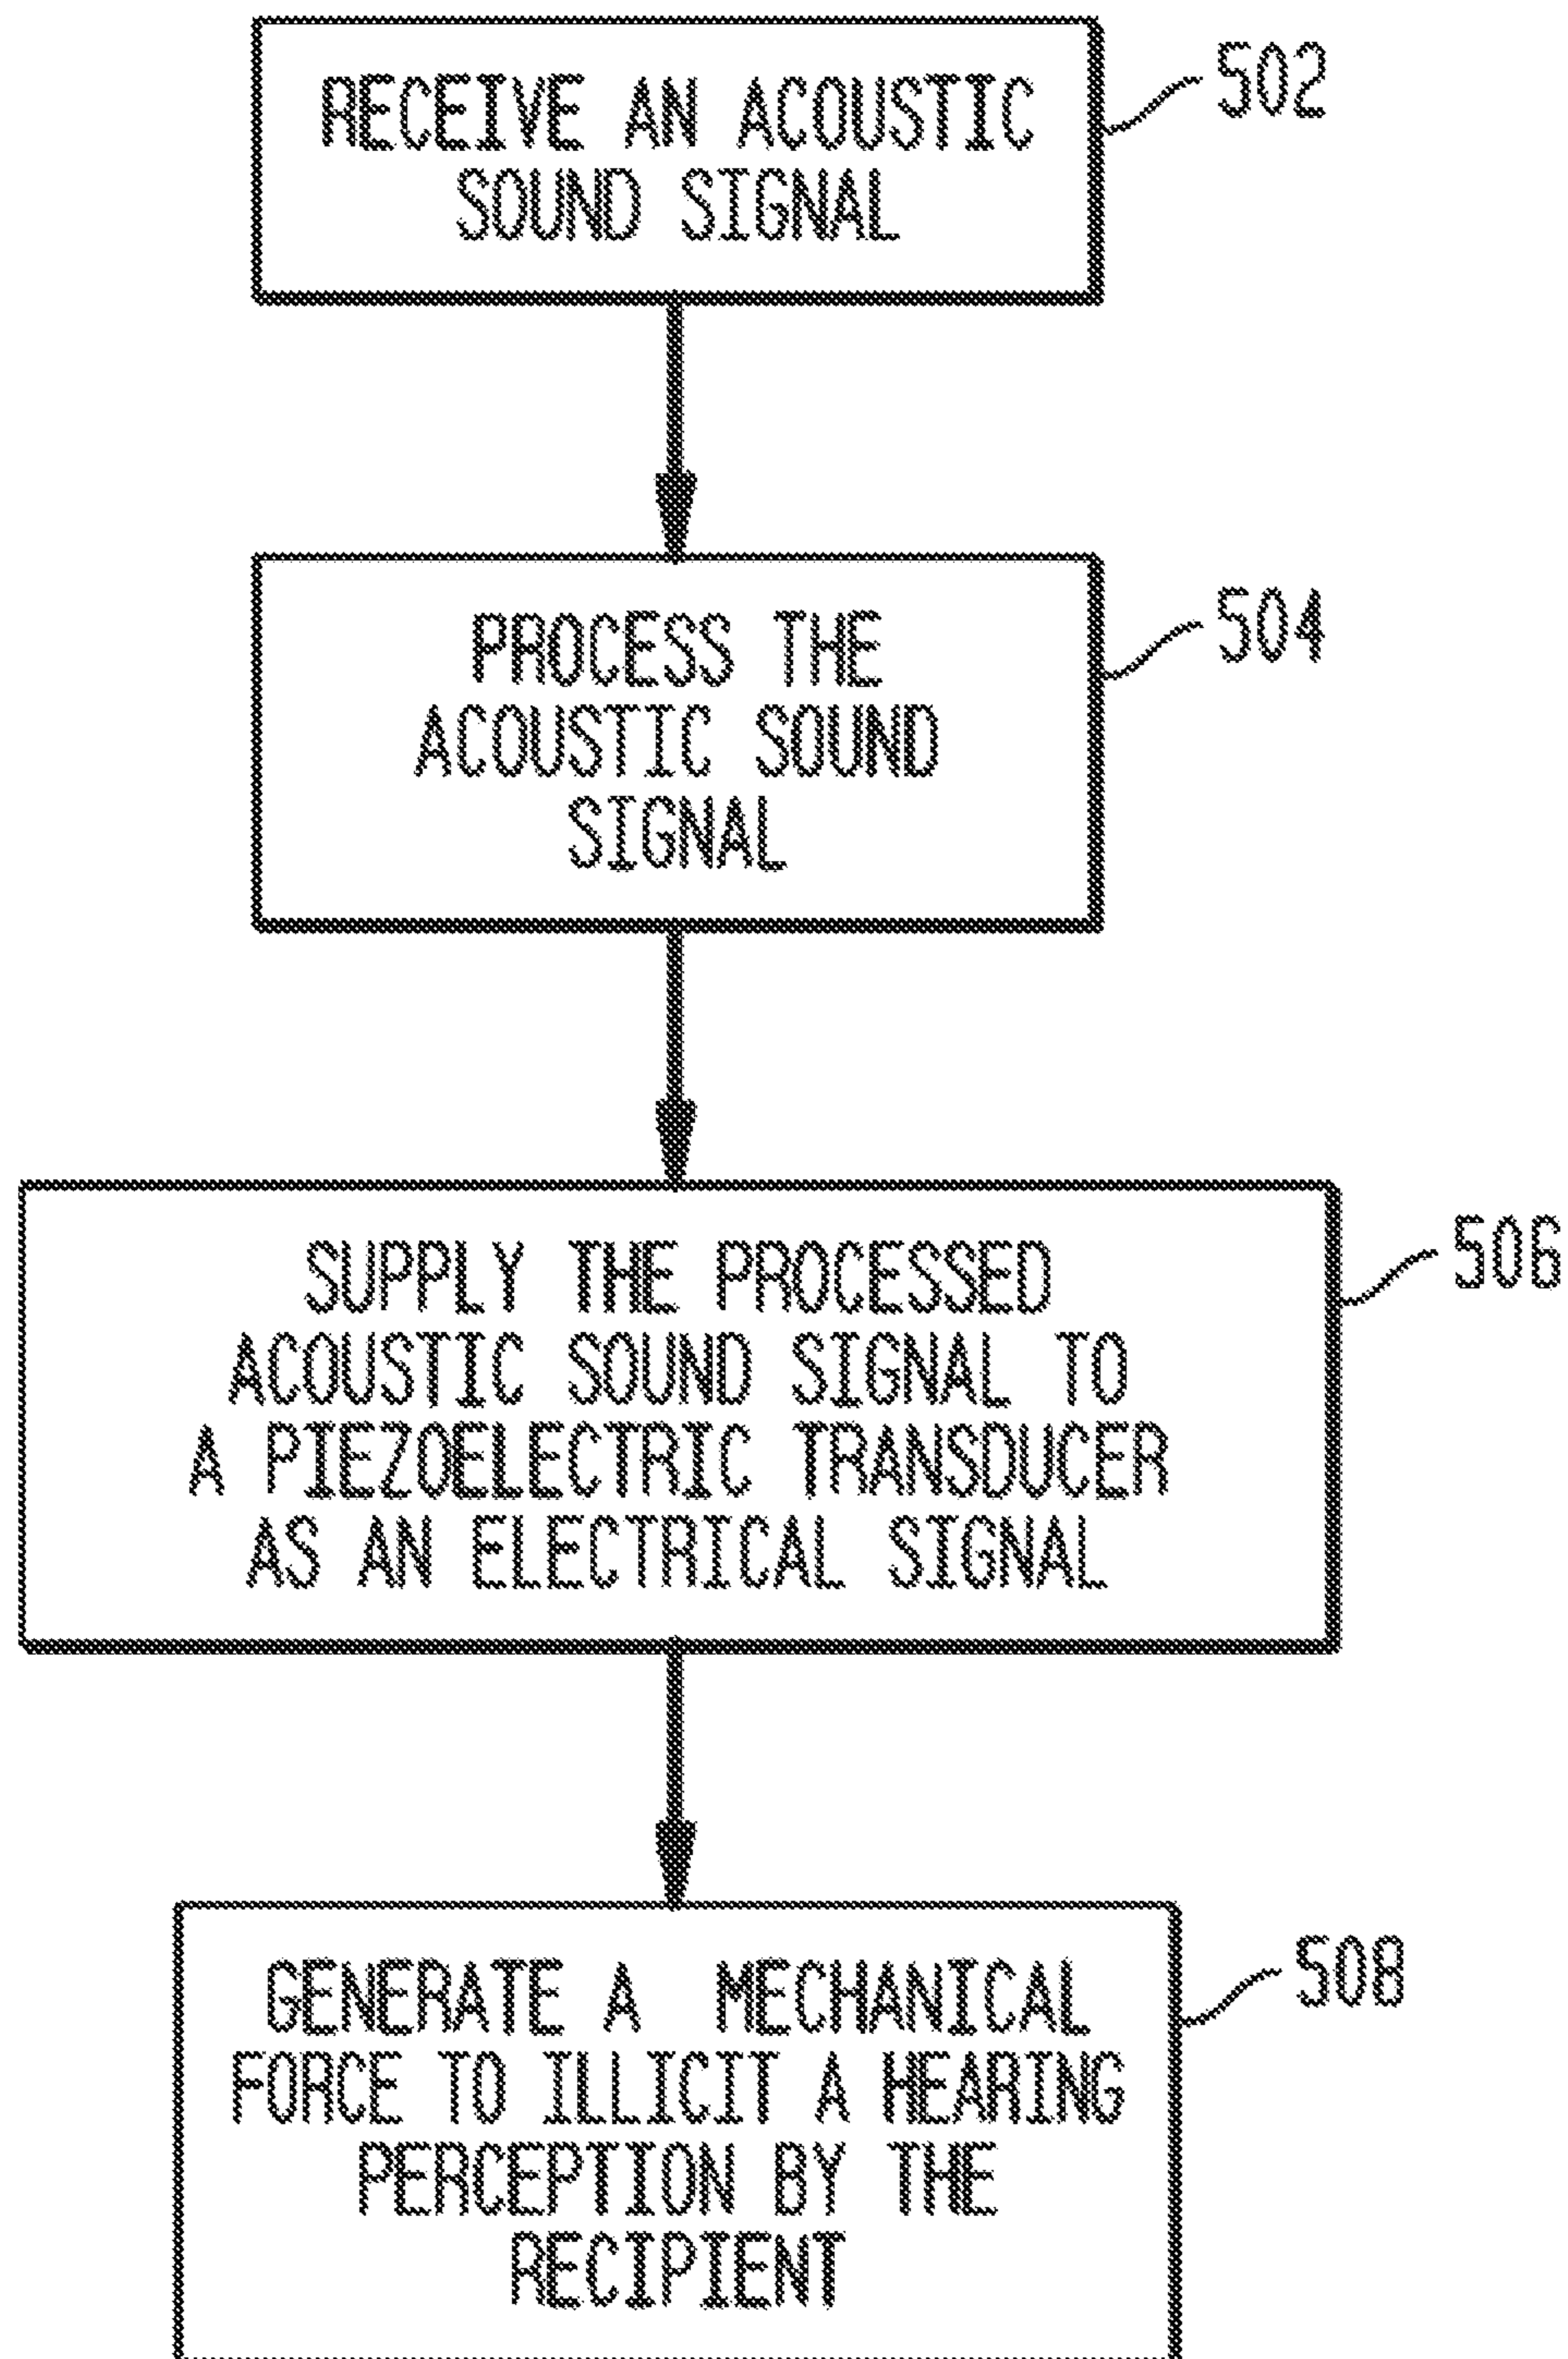 RECEIVE AN ACOUSTIC
SOUND SIGNAL
502
PROCESS THE
ACOUSTIC SOUND
SIGNAL
504
SUPPLY THE PROCESSED
ACOUSTIC SOUND SIGNAL TO
A PIEZOELECTRIC TRANSDUCER
AS AN ELECTRICAL SIGNAL
506
GENERATE A MECHANICAL
FORCE TO ILLICIT A HEARING
PERCEPTION BY THE
RECIPIENT
508